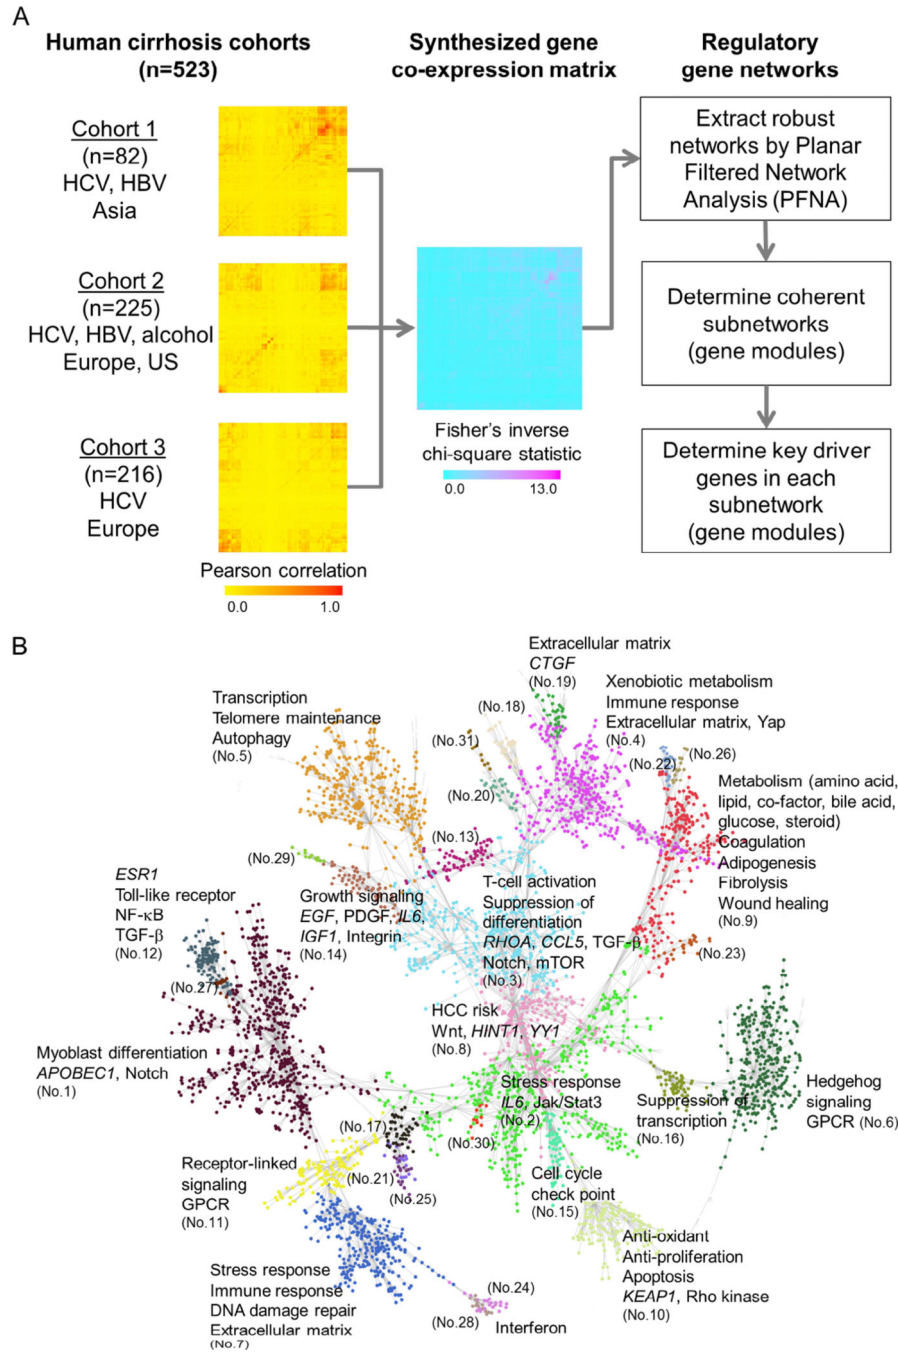 A
Human cirrhosis cohorts
(n=523)
Synthesized gene
co-expression matrix
Regulatory
gene networks
Cohort 1
(n=82)
HCV, HBV
Asia
Cohort 2
(n=225)
HCV, HBV, alcohol
Europe, US
Cohort 3
(n=216)
HCV
Europe
Pearson correlation
0.0 1.0
Fisher's inverse
chi-square statistic
0.0 13.0
Extract robust
networks by Planar
Filtered Network
Analysis (PFNA)
Determine coherent
subnetworks
(gene modules)
Determine key driver
genes in each
subnetwork
(gene modules)
B
Extracellular matrix
CTGF
(No.19)
Transcription
Telomere maintenance
Autophagy
(No.5)
(No.18)
(No.31)
(No.20)
Xenobiotic metabolism
Immune response
Extracellular matrix, Yap
(No.4)
(No.22)
(No.26)
Metabolism (amino acid,
lipid, co-factor, bile acid,
glucose, steroid)
Coagulation
Adipogenesis
Fibrolysis
Wound healing
(No.9)
(No.13)
(No.29)
ESR1
Toll-like receptor
NF-κB
TGF-β
(No.12)
(No.27)
Growth signaling
EGF, PDGF, IL6,
IGF1, Integrin
(No.14)
T-cell activation
Suppression of
differentiation
RHOA, CCL5, TGF-β
Notch, mTOR
(No.3)
(No.23)
HCC risk
Wnt, HINT1, YY1
(No.8)
Myoblast differentiation
APOBEC1, Notch
(No.1)
Stress response
IL6, Jak/Stat3
(No.2)
(No.30)
Suppression of
transcription
(No.16)
Hedgehog
signaling
GPCR (No.6)
(No.17)
(No.21)
(No.25)
Receptor-linked
signaling
GPCR
(No.11)
Cell cycle
check point
(No.15)
Anti-oxidant
Anti-proliferation
Apoptosis
KEAP1, Rho kinase
(No.10)
Stress response
Immune response
DNA damage repair
Extracellular matrix
(No.7)
(No.24)
(No.28)
Interferon